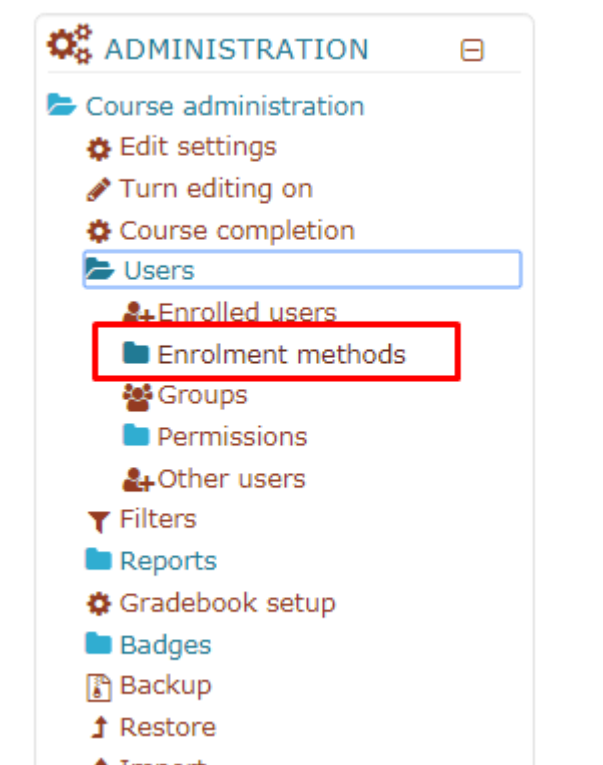 ADMINISTRATION
Course administration
Edit settings
Turn editing on
Course completion
Users
Enrolled users
Enrolment methods
Groups
Permissions
Other users
Filters
Reports
Gradebook setup
Badges
Backup
Restore
Import